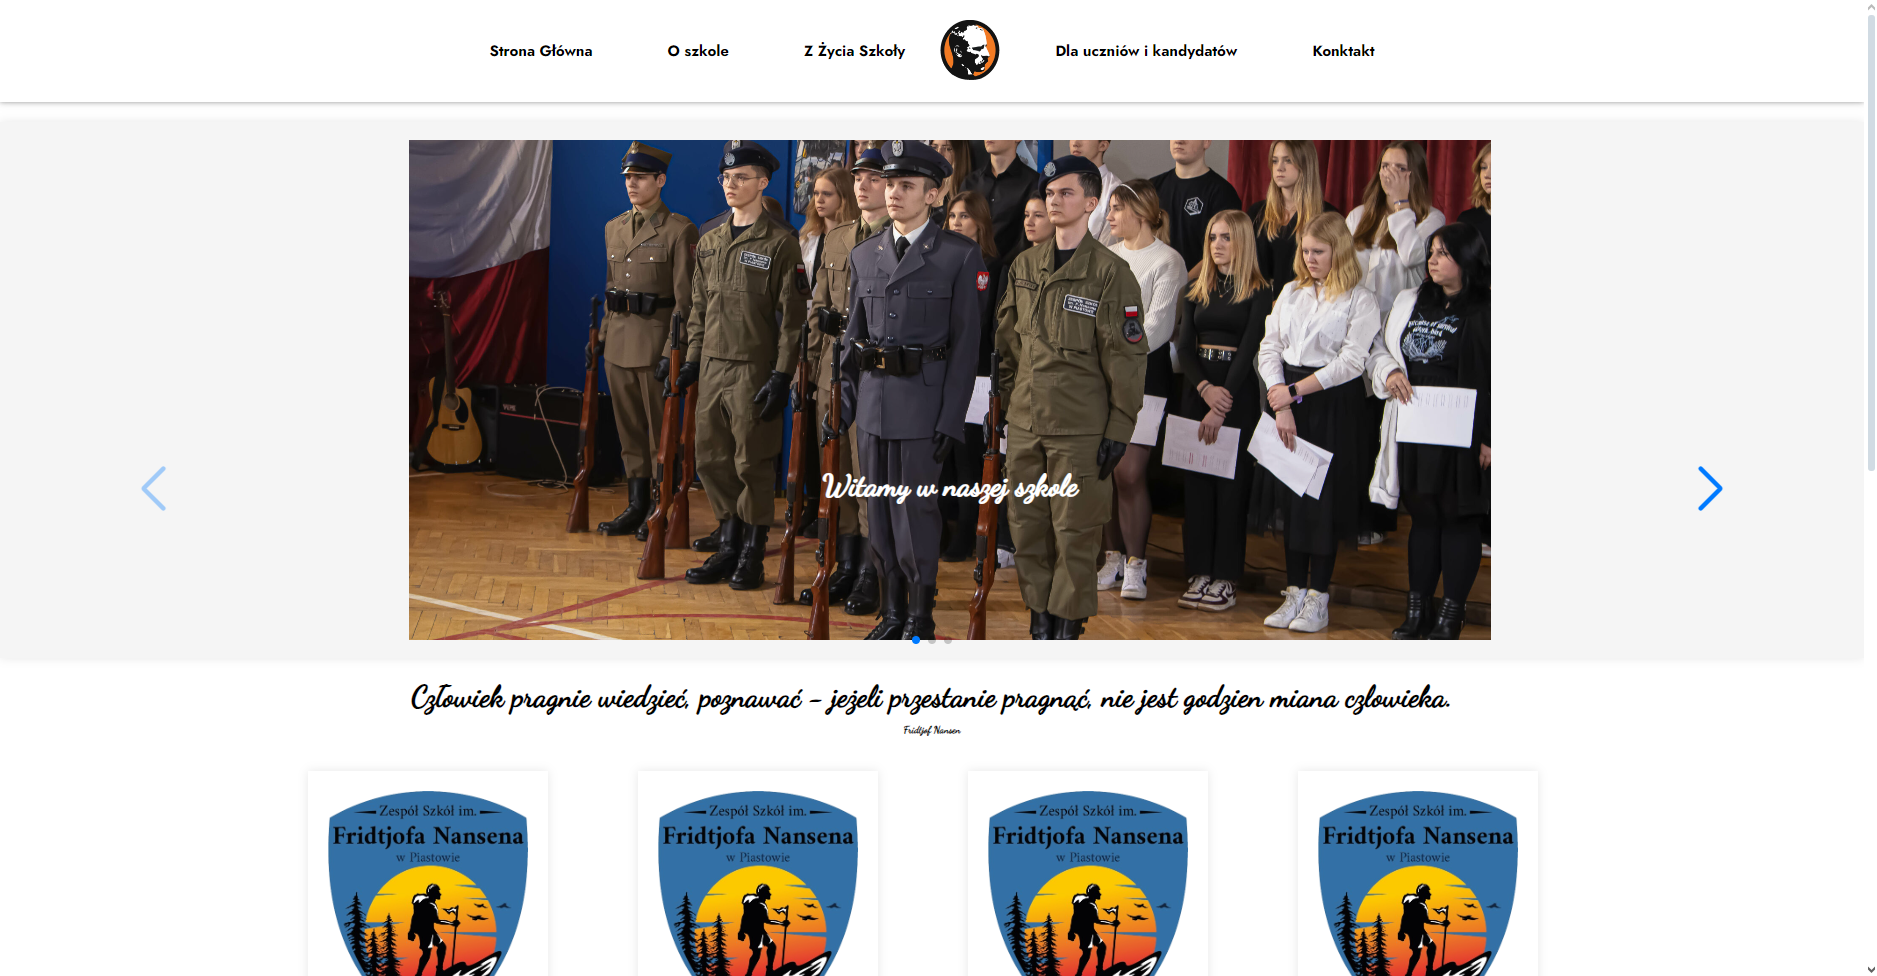 Strona Główna
O szkole
Z Życia Szkoły
Dla uczniów i kandydatów
Konktakt
Witamy w naszej szkole
Człowiek pragnie wiedzieć, poznawać – jeżeli przestanie pragnąć, nie jest godzien miana człowieka.
Fridtjof Nansen
Zespół Szkół im.
Fridtjofa Nansena
w Piastowie
Zespół Szkół im.
Fridtjofa Nansena
w Piastowie
Zespół Szkół im.
Fridtjofa Nansena
w Piastowie
Zespół Szkół im.
Fridtjofa Nansena
w Piastowie